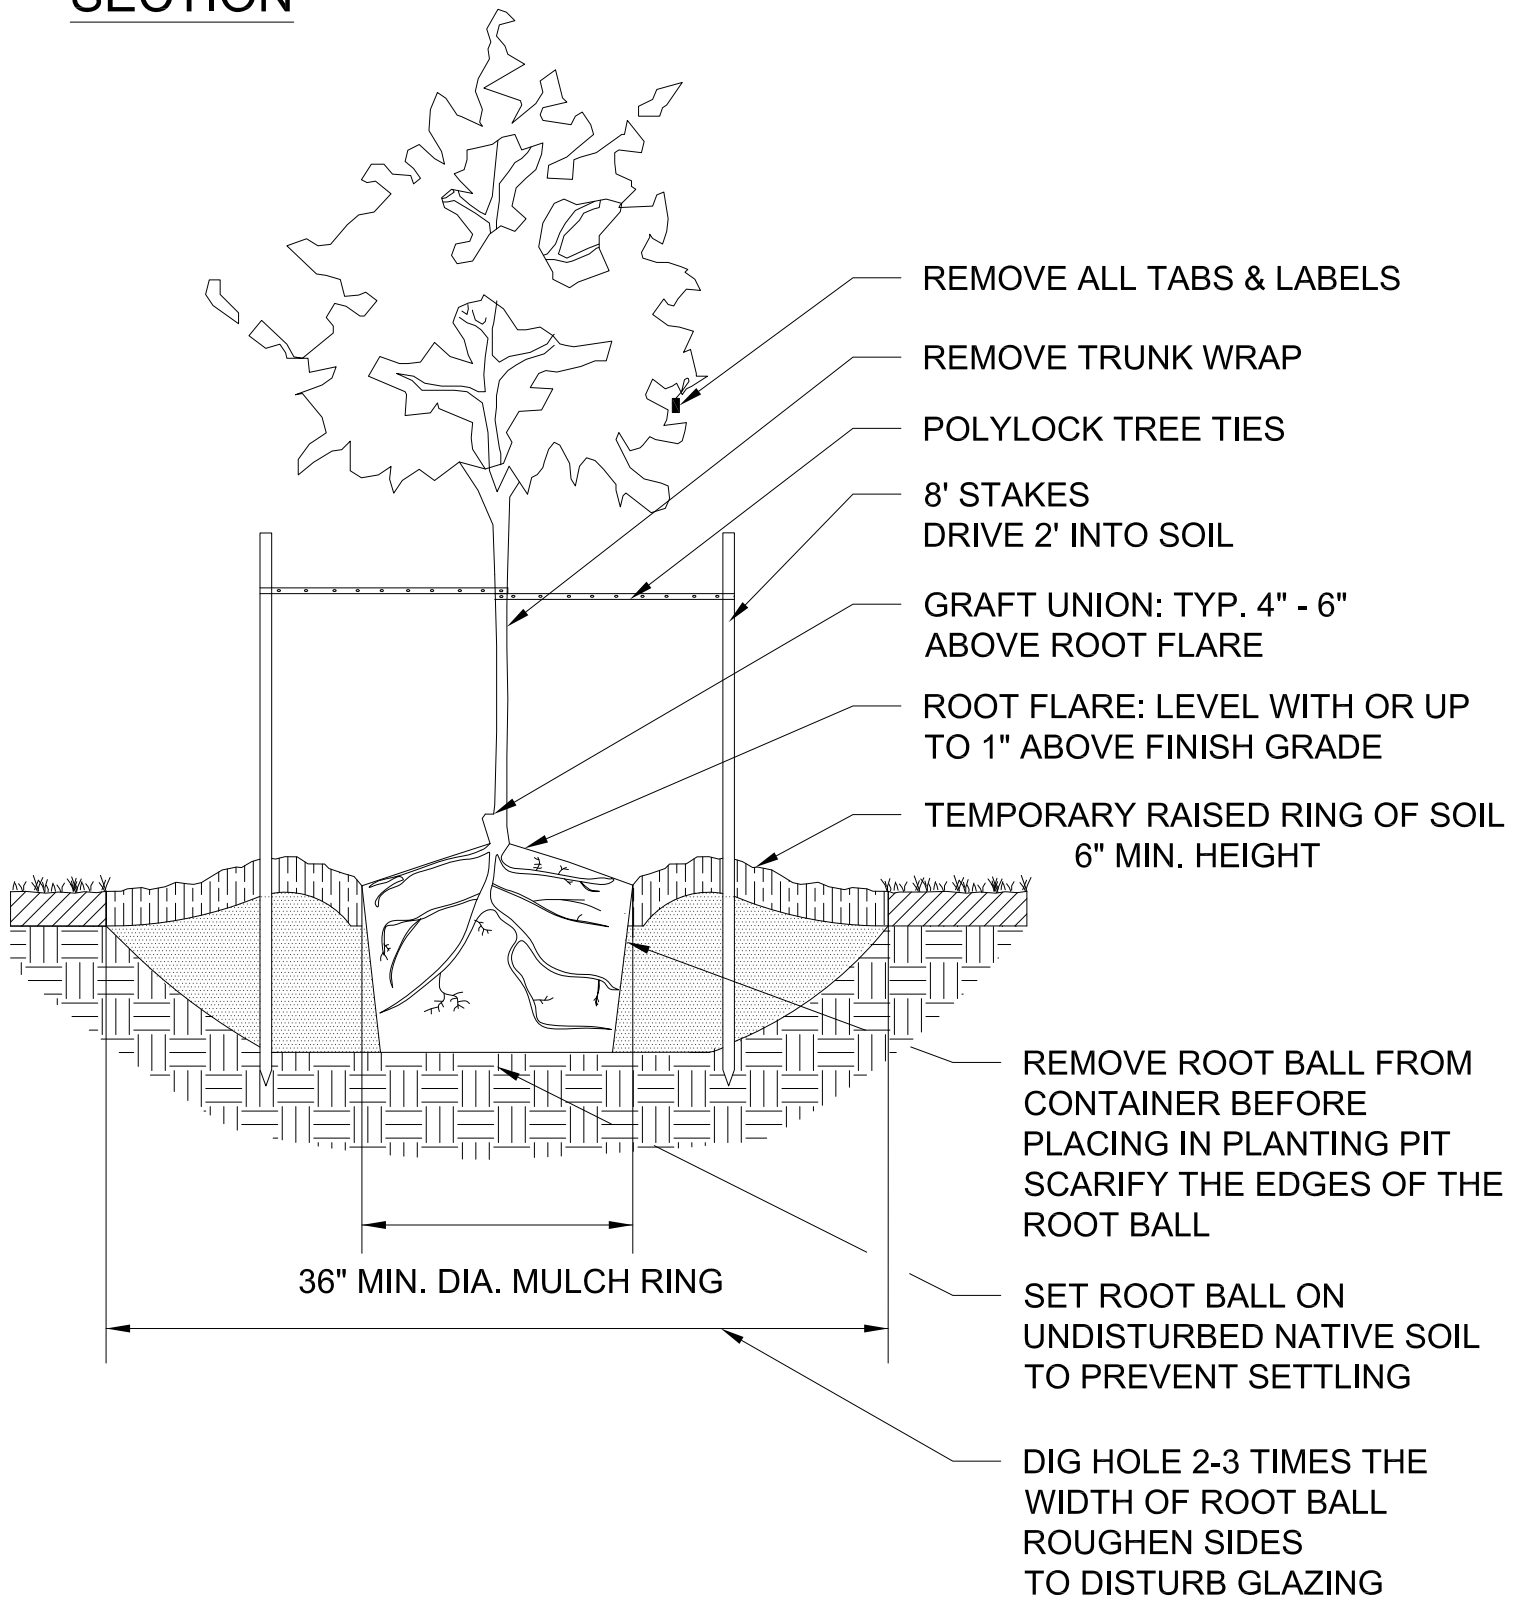 SECTION
REMOVE ALL TABS & LABELS
REMOVE TRUNK WRAP
POLYLOCK TREE TIES
8' STAKES
DRIVE 2' INTO SOIL
GRAFT UNION: TYP. 4" - 6"
ABOVE ROOT FLARE
ROOT FLARE: LEVEL WITH OR UP
TO 1" ABOVE FINISH GRADE
TEMPORARY RAISED RING OF SOIL
6" MIN. HEIGHT
REMOVE ROOT BALL FROM
CONTAINER BEFORE
PLACING IN PLANTING PIT
SCARIFY THE EDGES OF THE
ROOT BALL
36" MIN. DIA. MULCH RING
SET ROOT BALL ON
UNDISTURBED NATIVE SOIL
TO PREVENT SETTLING
DIG HOLE 2-3 TIMES THE
WIDTH OF ROOT BALL
ROUGHEN SIDES
TO DISTURB GLAZING